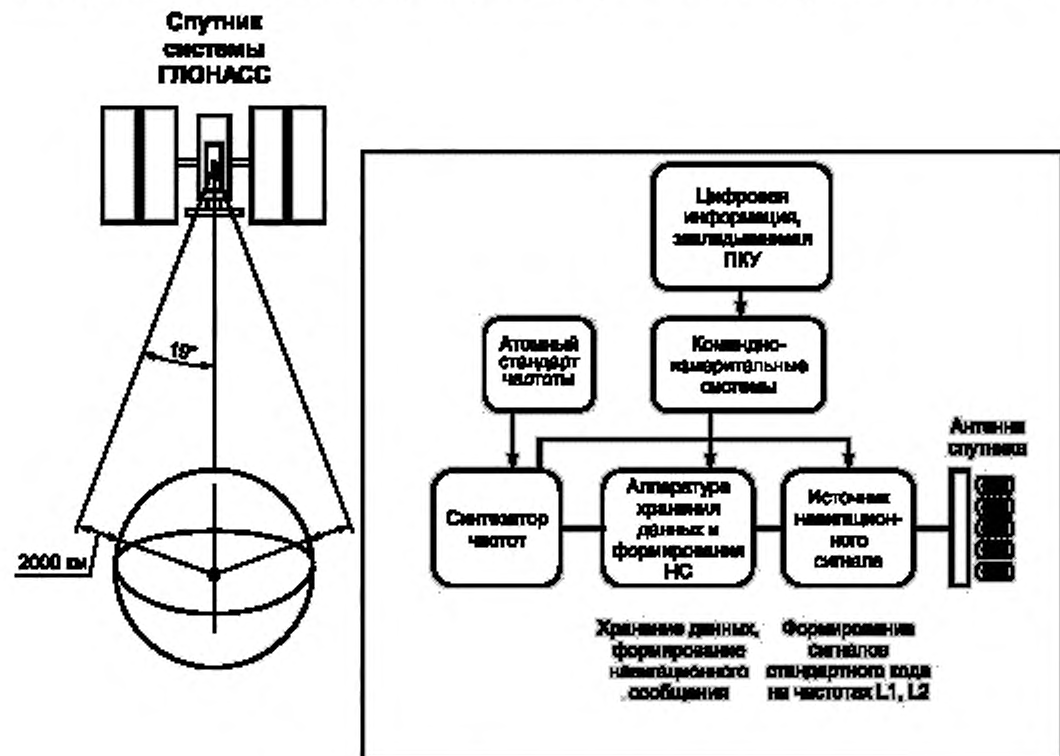 Спутник
системы
ГЛОНАСС
19°
2000 км
Цифровая
информация,
закладываемая
ПКУ
Атомный
стандарт
частоты
Командно-
измерительные
системы
Антенна
спутника
Синтезатор
частот
Аппаратура
хранения
данных и
формирования
НС
Источник
навигацион-
ного
сигнала
Хранение данных,
формирование
навигационного
сообщения
Формирование
сигналов
стандартного кода
на частотах L1, L2